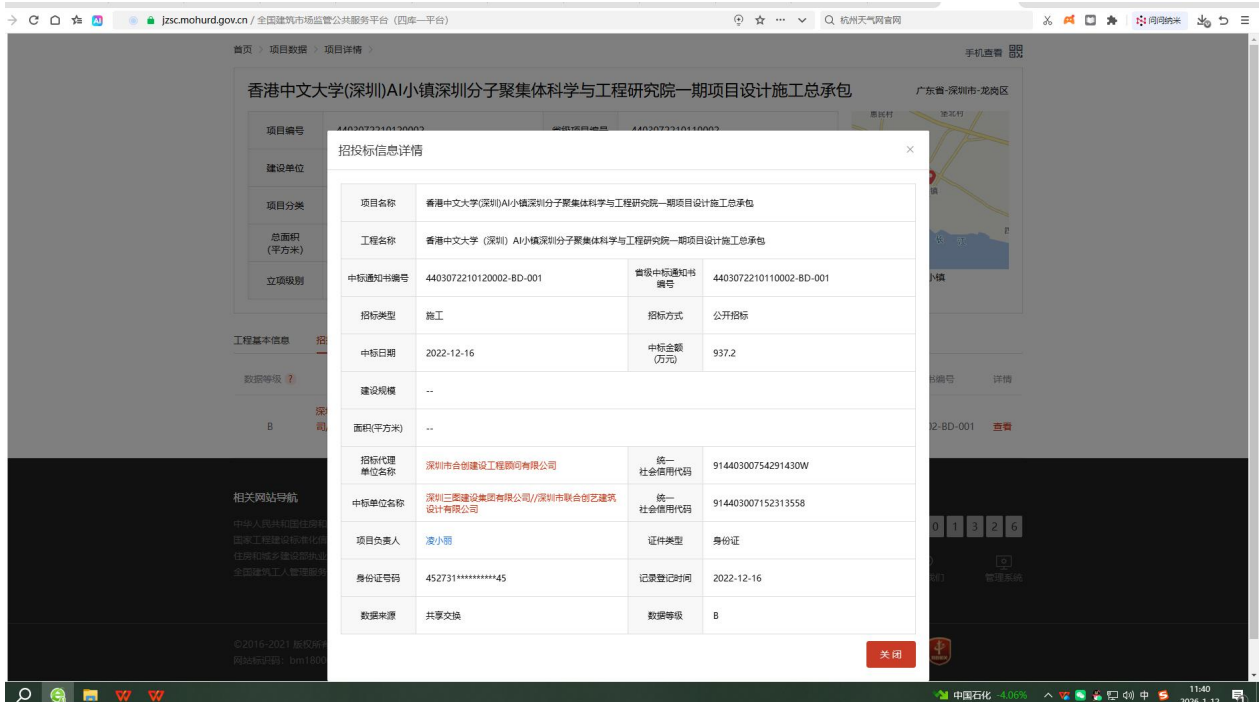 jzsc.mohurd.gov.cn / 全国建筑市场监管公共服务平台（四库一平台）
杭州天气网官网
问问纳米
首页 > 项目数据 > 项目详情 >
手机查看
香港中文大学(深圳)AI小镇深圳分子聚集体科学与工程研究院一期项目设计施工总承包
广东省-深圳市-龙岗区
项目编号
建设单位
项目分类
总面积
(平方米)
立项级别
工程基本信息
数据等级 ?
详情
B
02-BD-001 查看
招投标信息详情
项目名称 香港中文大学(深圳)AI小镇深圳分子聚集体科学与工程研究院一期项目设计施工总承包
工程名称 香港中文大学（深圳）AI小镇深圳分子聚集体科学与工程研究院一期项目设计施工总承包
中标通知书编号 4403072210120002-BD-001 省级中标通知书
编号 4403072210110002-BD-001
招标类型 施工 招标方式 公开招标
中标日期 2022-12-16 中标金额
(万元) 937.2
建设规模 --
面积(平方米) --
招标代理
单位名称 深圳市合创建设工程顾问有限公司 统一
社会信用代码 91440300754291430W
中标单位名称 深圳三图建设集团有限公司//深圳市联合创艺建筑
设计有限公司 统一
社会信用代码 914403007152313558
项目负责人 凌小丽 证件类型 身份证
身份证号码 452731**********45 记录登记时间 2022-12-16
数据来源 共享交换 数据等级 B
关 闭
相关网站导航
0 1 3 2 6
管理系统
中国石化 -4.06%
中
11:40